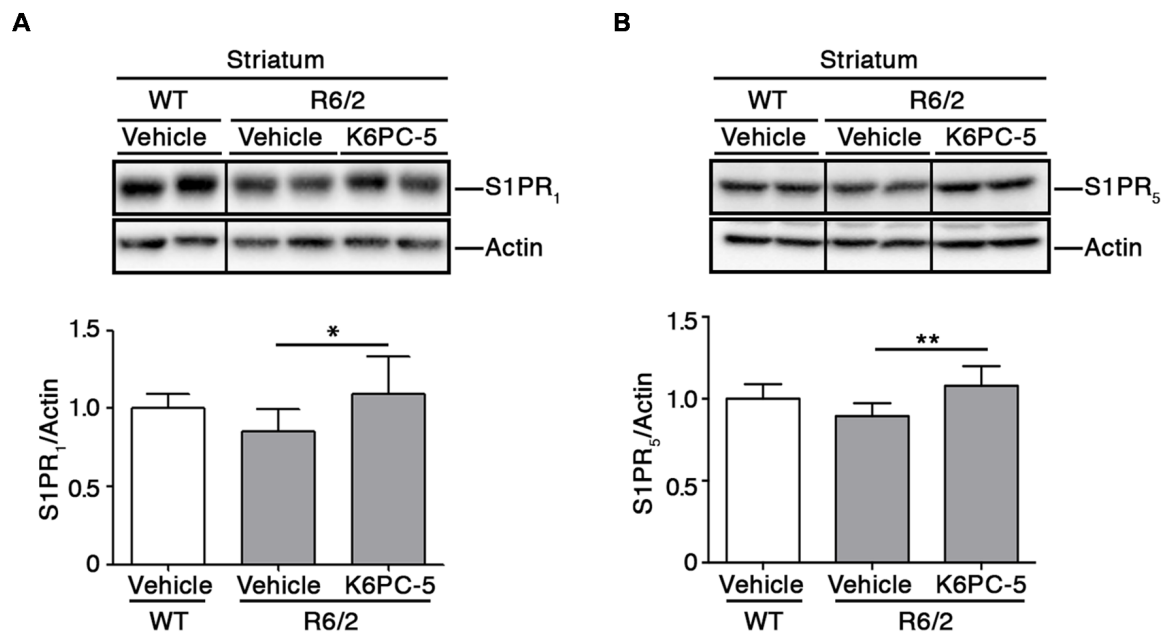 A
Striatum
WT R6/2
Vehicle Vehicle K6PC-5
S1PR1
Actin
1.5
1.0
0.5
0
S1PR1/Actin
*
Vehicle Vehicle K6PC-5
WT R6/2
B
Striatum
WT R6/2
Vehicle Vehicle K6PC-5
S1PR5
Actin
1.5
1.0
0.5
0
S1PR5/Actin
**
Vehicle Vehicle K6PC-5
WT R6/2